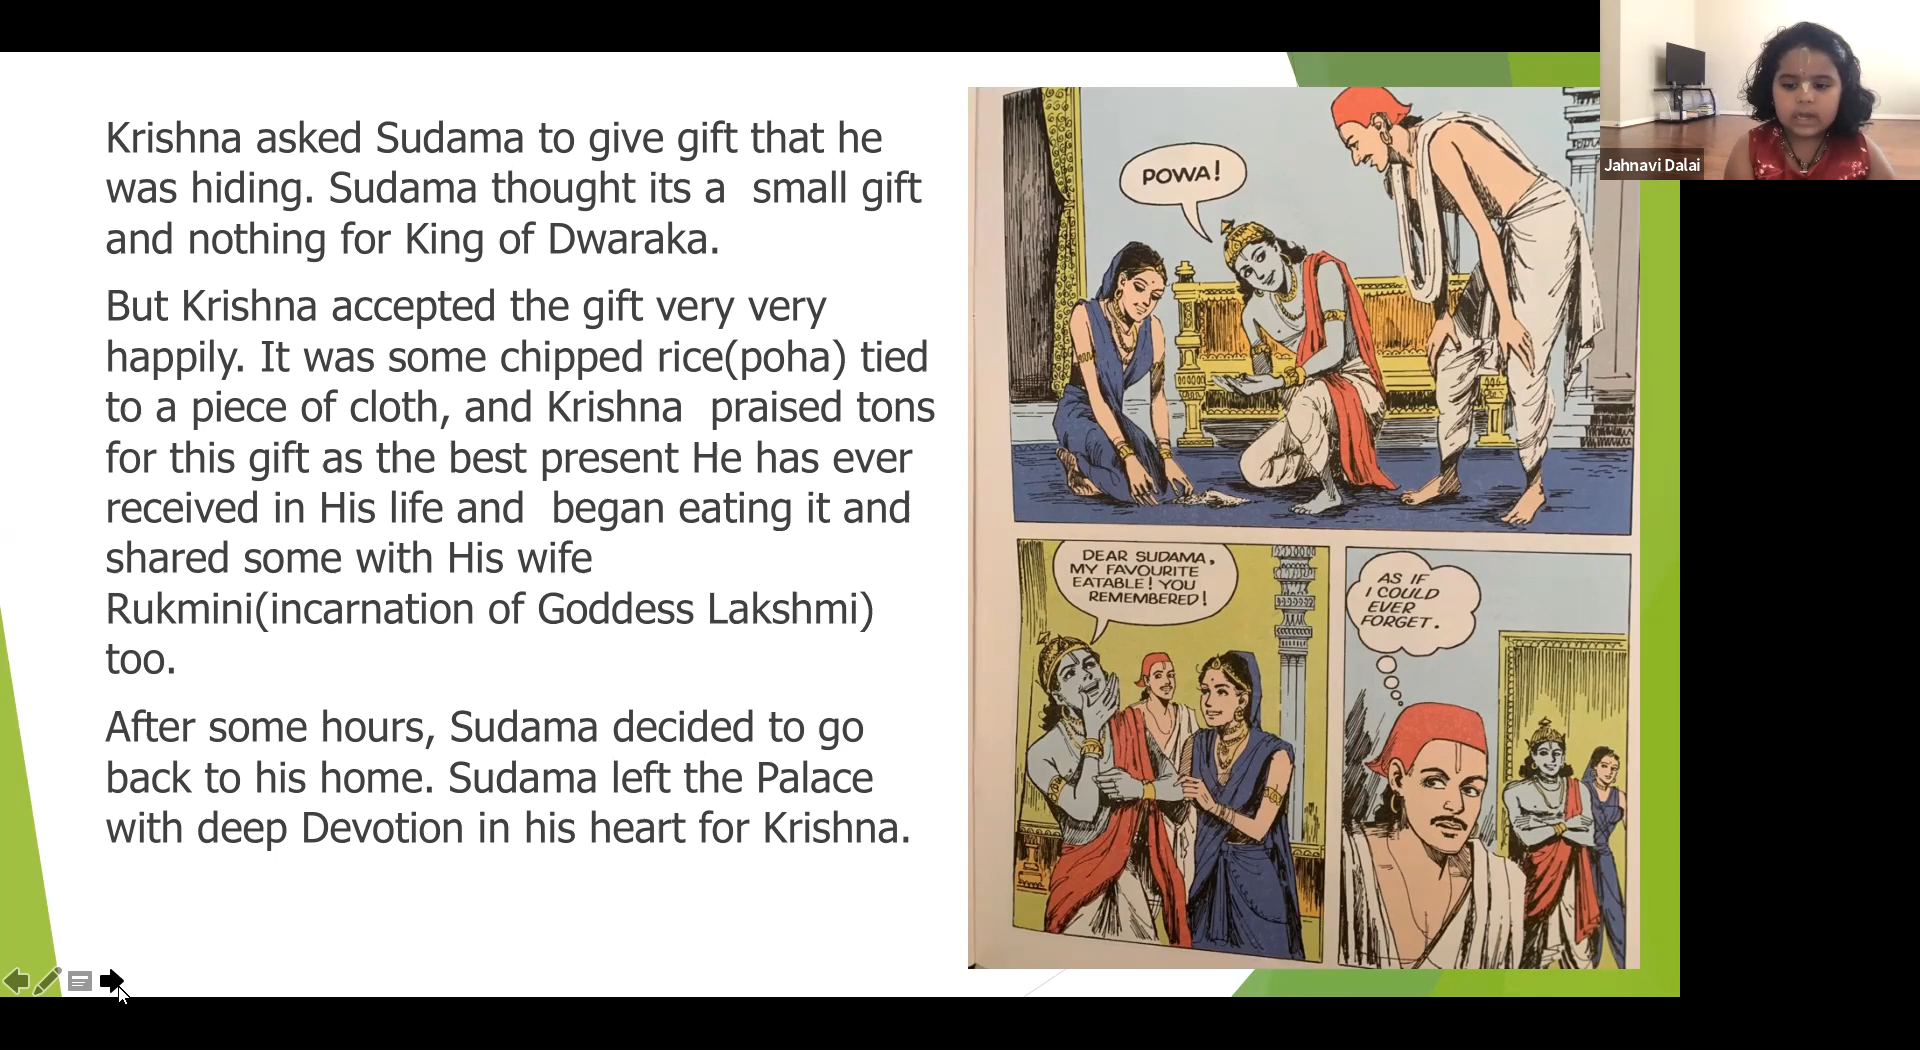 Krishna asked Sudama to give gift that he
was hiding. Sudama thought its a  small gift
and nothing for King of Dwaraka.
But Krishna accepted the gift very very
happily. It was some chipped rice(poha) tied
to a piece of cloth, and Krishna  praised tons
for this gift as the best present He has ever
received in His life and  began eating it and
shared some with His wife
Rukmini(incarnation of Goddess Lakshmi)
too.
After some hours, Sudama decided to go
back to his home. Sudama left the Palace
with deep Devotion in his heart for Krishna.
POWA!
DEAR SUDAMA,
MY FAVOURITE
EATABLE! YOU
REMEMBERED!
AS IF
I COULD
EVER
FORGET.
Jahnavi Dalai